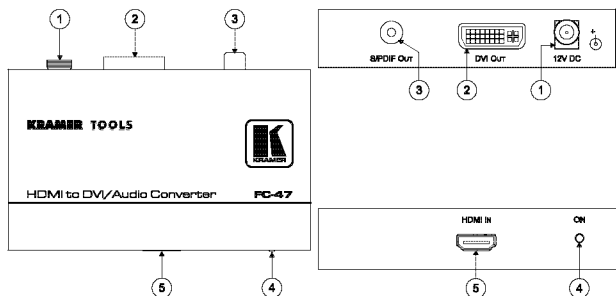 1 2 3
KRAMER TOOLS
KRAMER
HDMI to DVI/Audio Converter FC-47
5 4
S/PDIF OUT DVI OUT 12V DC +
3 2 1
HDMI IN ON
5 4